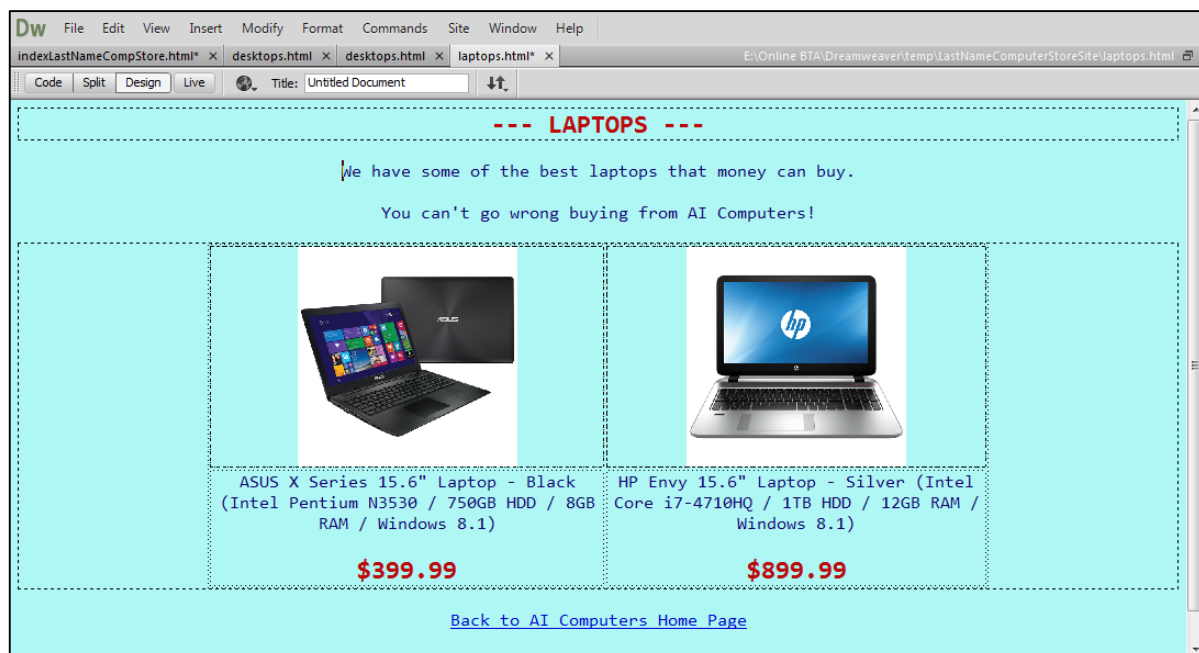 Dw File Edit View Insert Modify Format Commands Site Window Help
indexLastNameCompStore.html* × desktops.html × desktops.html × laptops.html* × E:\Online BTA\Dreamweaver\temp\LastNameComputerStoreSite\laptops.html
Code Split Design Live Title: Untitled Document
--- LAPTOPS ---
We have some of the best laptops that money can buy.
You can't go wrong buying from AI Computers!
ASUS
hp
ASUS X Series 15.6" Laptop - Black
(Intel Pentium N3530 / 750GB HDD / 8GB
RAM / Windows 8.1)
$399.99
HP Envy 15.6" Laptop - Silver (Intel
Core i7-4710HQ / 1TB HDD / 12GB RAM /
Windows 8.1)
$899.99
Back to AI Computers Home Page